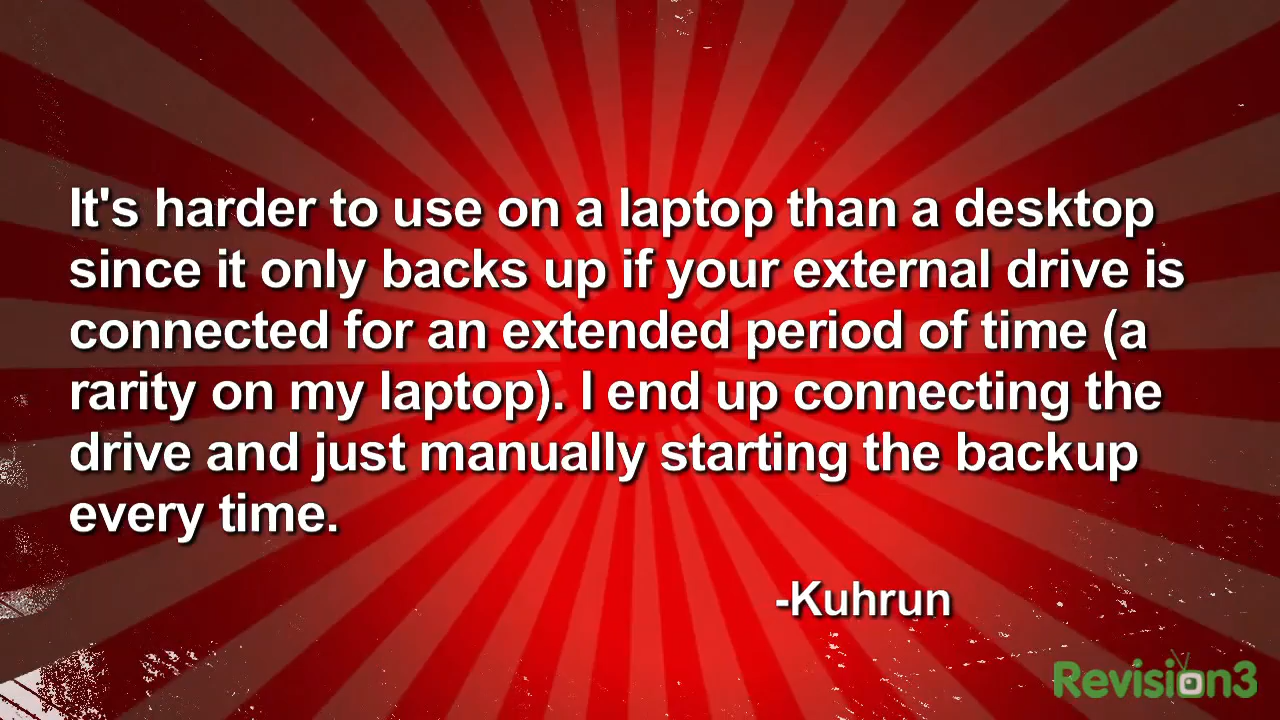 It's harder to use on a laptop than a desktop
since it only backs up if your external drive is
connected for an extended period of time (a
rarity on my laptop). I end up connecting the
drive and just manually starting the backup
every time.
-Kuhrun
Revision3